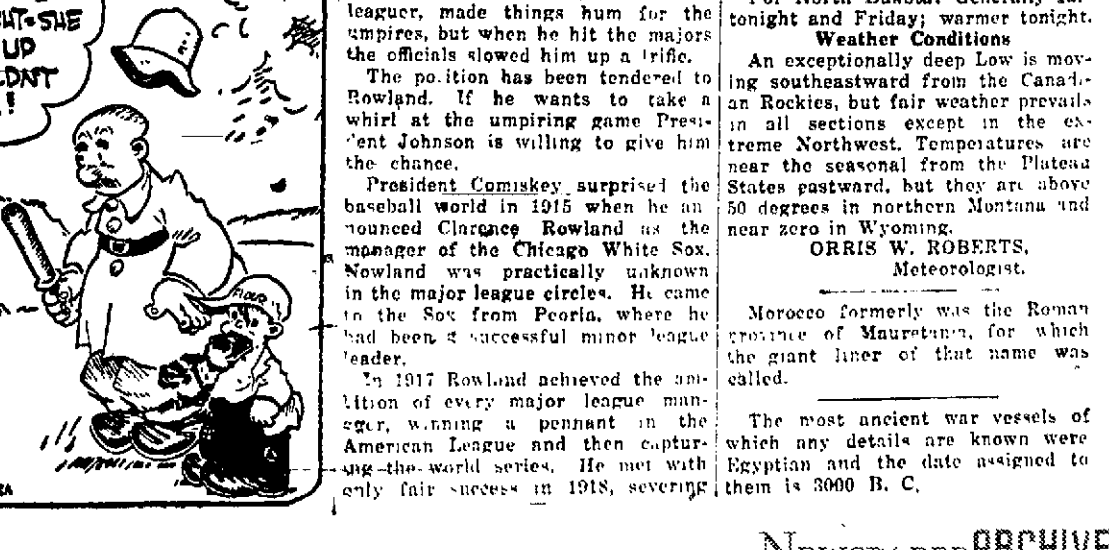 HT-SHE
UP
LDNT
!
FLOUR
leaguer, made things hum for the
umpires, but when he hit the majors
the officials slowed him up a trifle.
The position has been tendered to
Rowland. If he wants to take a
whirl at the umpiring game Presi-
dent Johnson is willing to give him
the chance.
President Comiskey surprised the
baseball world in 1915 when he an
nounced Clarence Rowland as the
manager of the Chicago White Sox.
Nowland was practically unknown
in the major league circles. He came
to the Sox from Peoria, where he
had been a successful minor league
leader.
In 1917 Rowland achieved the am-
bition of every major league man-
ager, winning a pennant in the
American League and then captur-
ing the world series. He met with
only fair success in 1918, severing
tonight and Friday; warmer tonight.
Weather Conditions
An exceptionally deep Low is mov-
ing southeastward from the Canadi-
an Rockies, but fair weather prevails
in all sections except in the ex-
treme Northwest. Temperatures are
near the seasonal from the Plateau
States eastward, but they are above
50 degrees in northern Montana and
near zero in Wyoming.
ORRIS W. ROBERTS,
Meteorologist.
Morocco formerly was the Roman
province of Mauretania, for which
the giant liner of that name was
called.
The most ancient war vessels of
which any details are known were
Egyptian and the date assigned to
them is 3000 B. C.
NEWSPAPER ARCHIVE